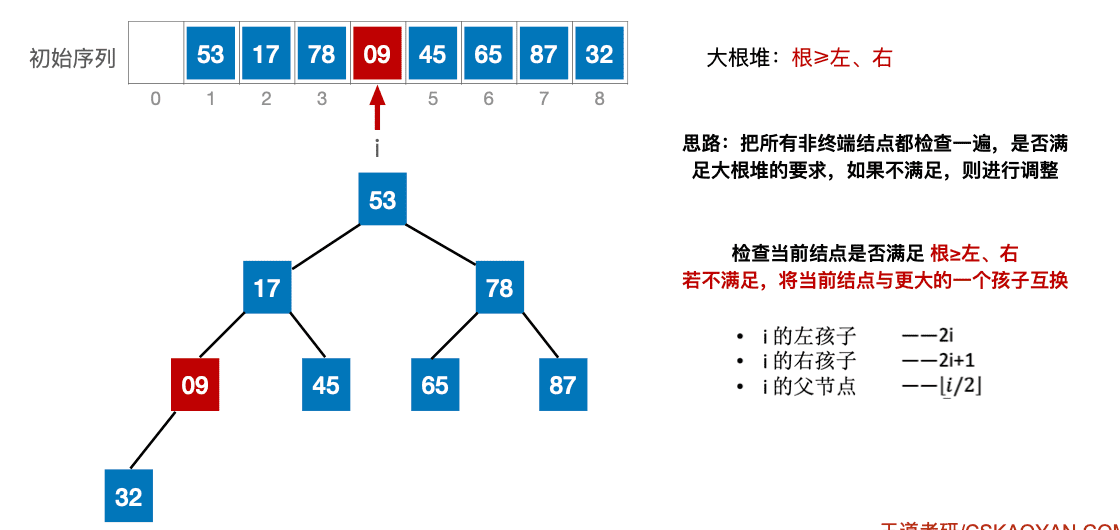 初始序列
53 17 78 09 45 65 87 32
0 1 2 3 5 6 7 8
i
大根堆：根≥左、右
思路：把所有非终端结点都检查一遍，是否满
足大根堆的要求，如果不满足，则进行调整
53
17 78
09 45 65 87
32
检查当前结点是否满足 根≥左、右
若不满足，将当前结点与更大的一个孩子互换
• i 的左孩子 ——2i
• i 的右孩子 ——2i+1
• i 的父节点 ——⌊i/2⌋
王道考研/CSKAOYAN.COM